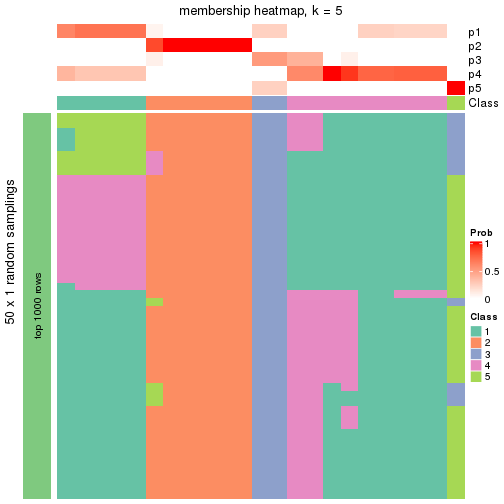 membership heatmap, k = 5
p1
p2
p3
p4
p5
Class
50 x 1 random samplings
top 1000 rows
Prob
1
0.5
0
Class
1
2
3
4
5